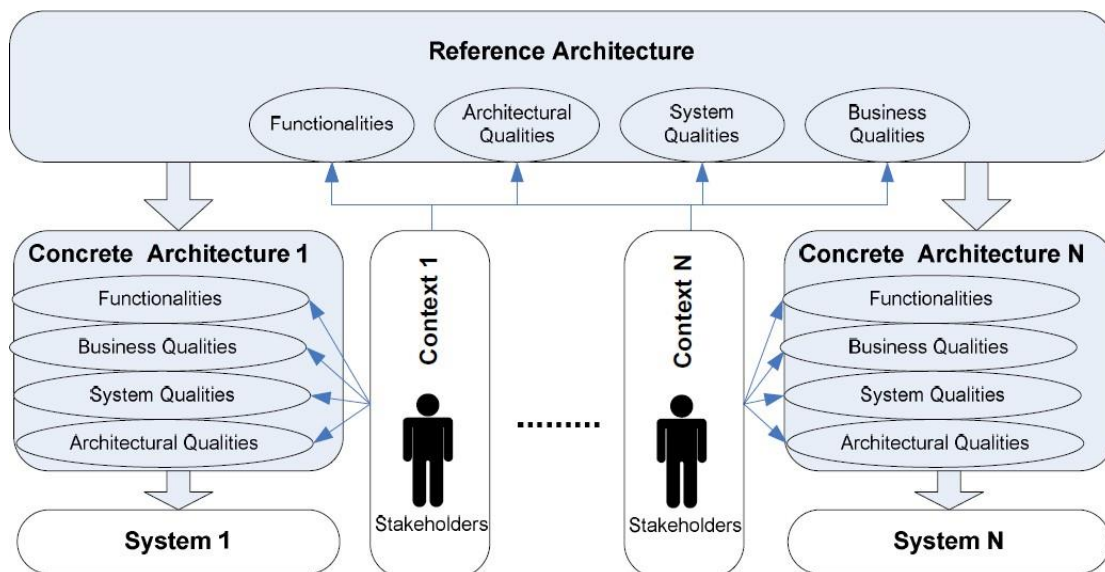 Reference Architecture
Functionalities
Architectural
Qualities
System
Qualities
Business
Qualities
Concrete Architecture 1
Functionalities
Business Qualities
System Qualities
Architectural Qualities
System 1
Context 1
Stakeholders
Context N
Stakeholders
Concrete Architecture N
Functionalities
Business Qualities
System Qualities
Architectural Qualities
System N